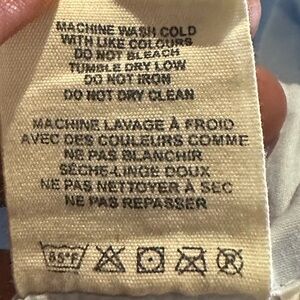 MACHINE WASH COLD
WITH LIKE COLOURS
DO NOT BLEACH
TUMBLE DRY LOW
DO NOT IRON
DO NOT DRY CLEAN
MACHINE LAVAGE À FROID
AVEC DES COULEURS COMME
NE PAS BLANCHIR
SÈCHE-LINGE DOUX
NE PAS NETTOYER À SEC
NE PAS REPASSER
85°F